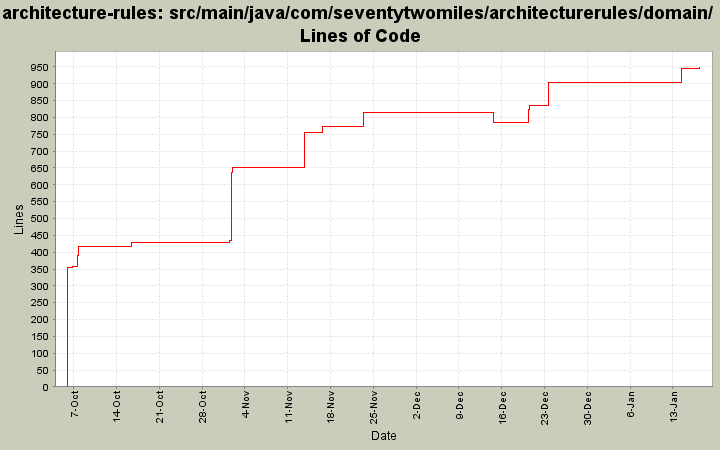 architecture-rules: src/main/java/com/seventytwomiles/architecturerules/domain/
Lines of Code
Lines
950
900
850
800
750
700
650
600
550
500
450
400
350
300
250
200
150
100
50
0
7-Oct
14-Oct
21-Oct
28-Oct
4-Nov
11-Nov
18-Nov
25-Nov
2-Dec
9-Dec
16-Dec
23-Dec
30-Dec
6-Jan
13-Jan
Date